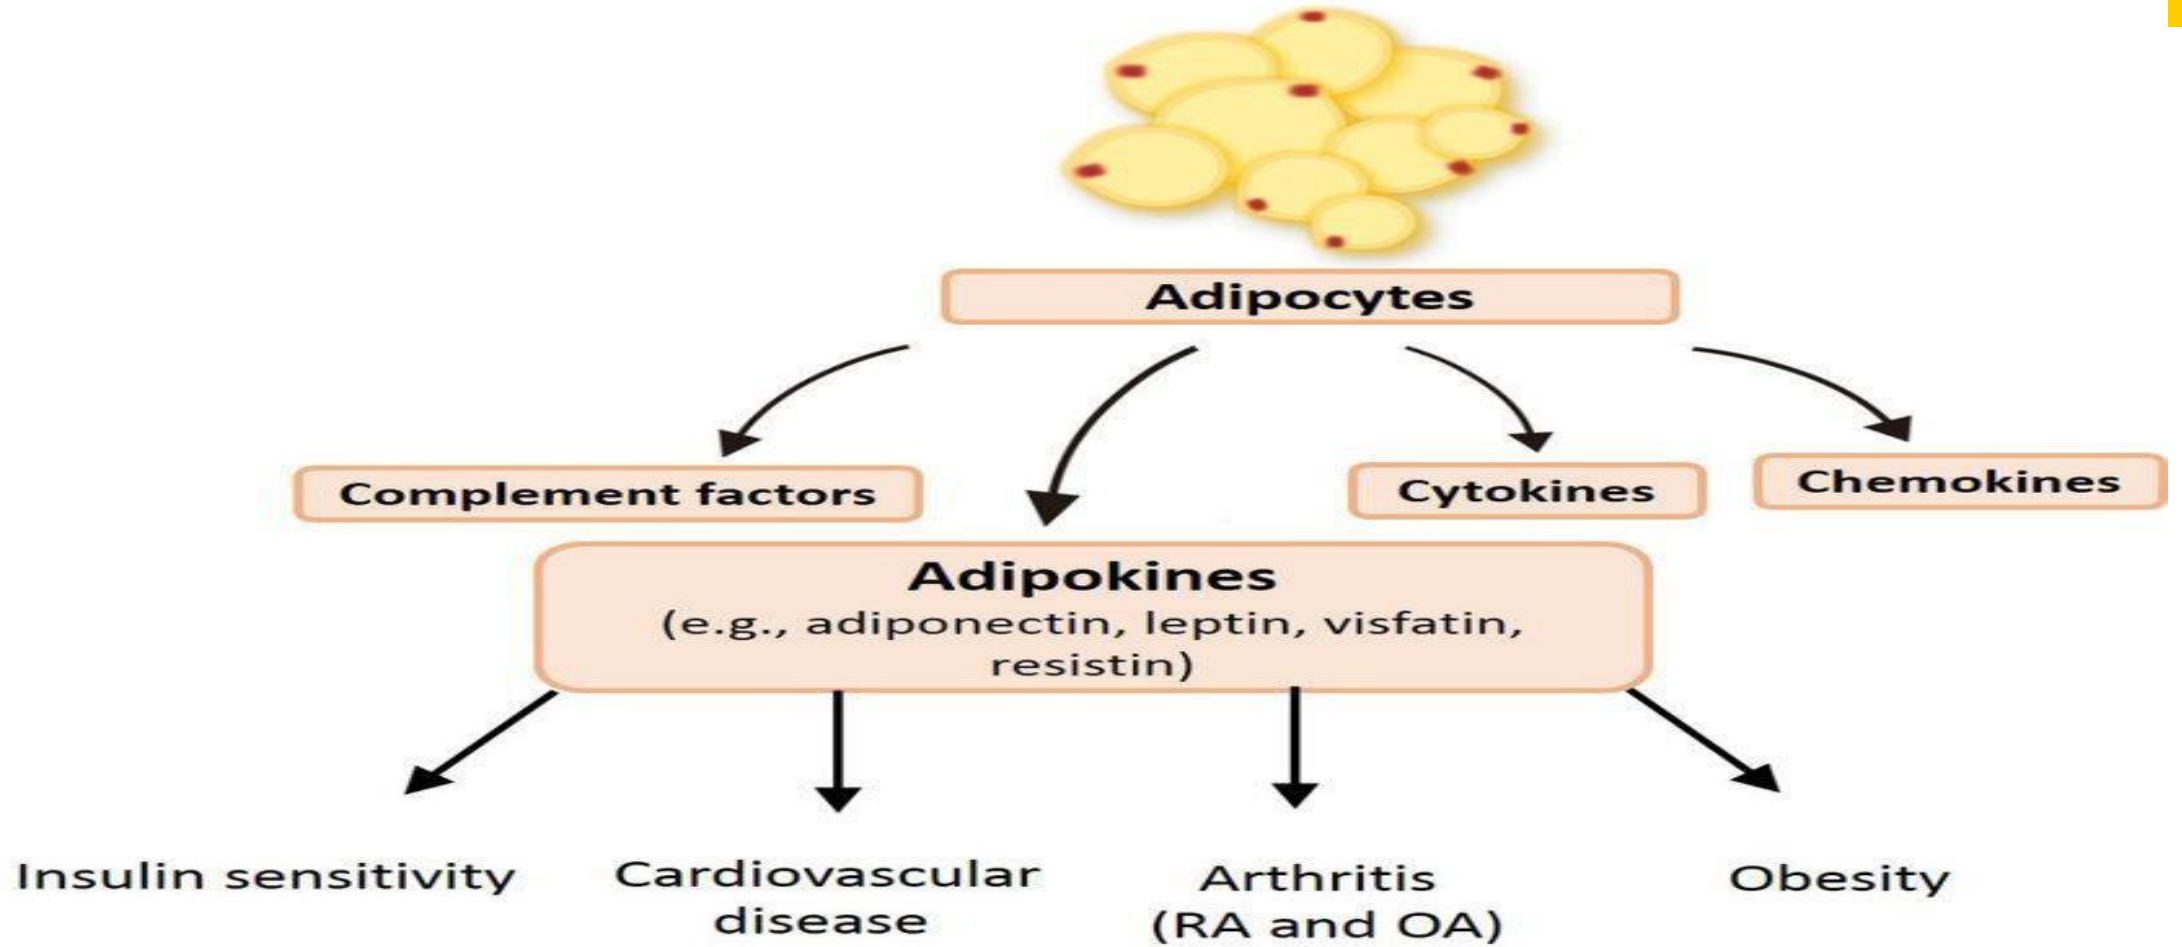 Adipocytes
Complement factors
Cytokines
Chemokines
Adipokines
(e.g., adiponectin, leptin, visfatin,
resistin)
Insulin sensitivity
Cardiovascular
disease
Arthritis
(RA and OA)
Obesity